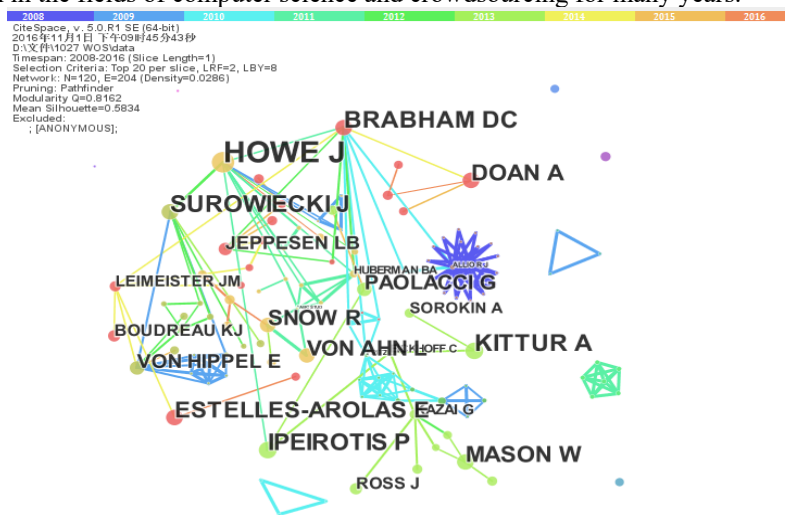 in the fields of computer science and crowdsourcing for many years.
2008 2009 2010 2011 2012 2013 2014 2015 2016
CiteSpace, v. 5.0.R1 SE (64-bit)
2016年11月1日 下午09时45分43秒
D:\文件\1027 WOS\data
Timespan: 2008-2016 (Slice Length=1)
Selection Criteria: Top 20 per slice, LRF=2, LBY=8
Network: N=120, E=204 (Density=0.0286)
Pruning: Pathfinder
Modularity Q=0.8162
Mean Silhouette=0.5834
Excluded:
; [ANONYMOUS];
BRABHAM DC
HOWE J
DOAN A
SUROWIECKI J
JEPPESEN LB
HUBERMAN BA
LEIMEISTER JM
PAOLACCI G
SOROKIN A
SNOW R
BOUDREAU KJ
VON AHN L
KITTUR A
VON HIPPEL E
ESTELLES-AROLAS E
KAZAI G
IPEIROTIS P
MASON W
ROSS J